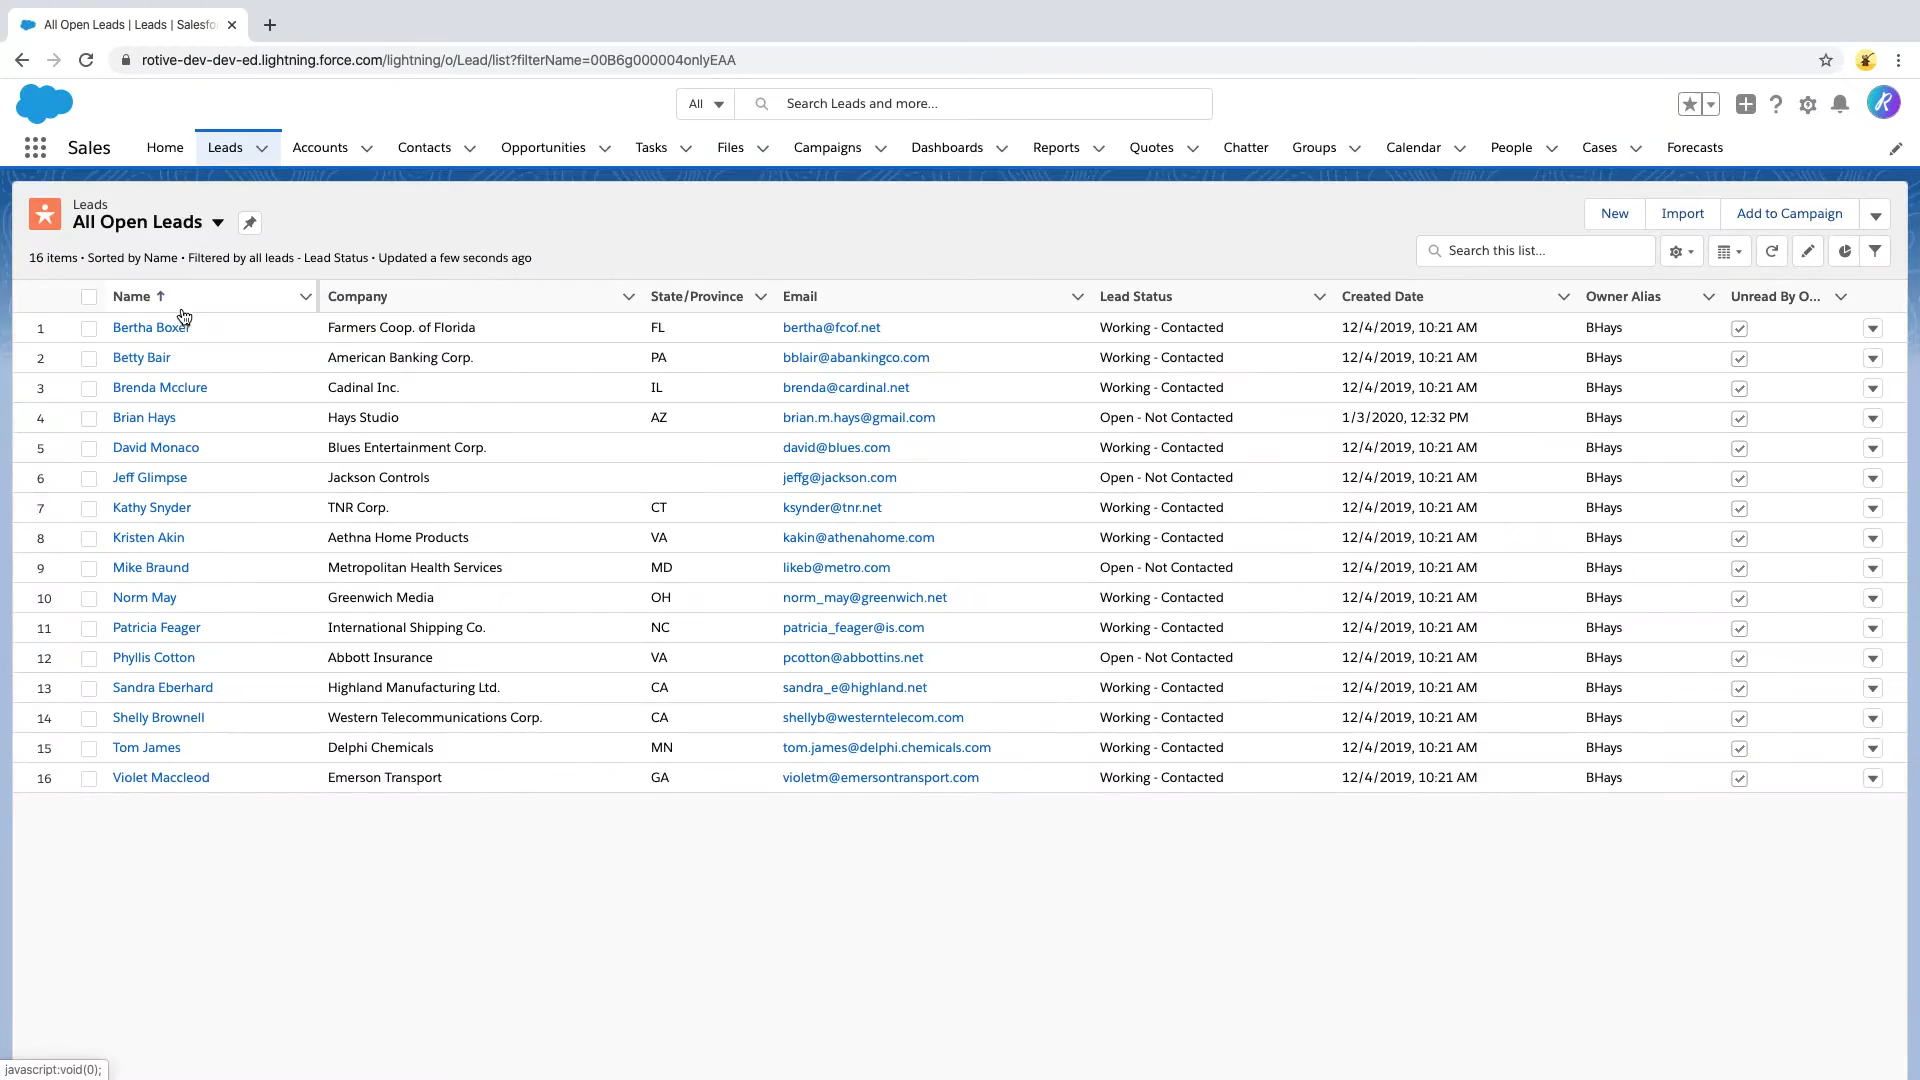 All Open Leads | Leads | Salesfo
rotive-dev-dev-ed.lightning.force.com/lightning/o/Lead/list?filterName=00B6g000004onlyEAA
All Search Leads and more...
Sales Home Leads Accounts Contacts Opportunities Tasks Files Campaigns Dashboards Reports Quotes Chatter Groups Calendar People Cases Forecasts
Leads
All Open Leads
New Import Add to Campaign
16 items • Sorted by Name • Filtered by all leads - Lead Status • Updated a few seconds ago
Search this list...
Name Company State/Province Email Lead Status Created Date Owner Alias Unread By O...
1 Bertha Boxer Farmers Coop. of Florida FL bertha@fcof.net Working - Contacted 12/4/2019, 10:21 AM BHays
2 Betty Bair American Banking Corp. PA bblair@abankingco.com Working - Contacted 12/4/2019, 10:21 AM BHays
3 Brenda Mcclure Cadinal Inc. IL brenda@cardinal.net Working - Contacted 12/4/2019, 10:21 AM BHays
4 Brian Hays Hays Studio AZ brian.m.hays@gmail.com Open - Not Contacted 1/3/2020, 12:32 PM BHays
5 David Monaco Blues Entertainment Corp. david@blues.com Working - Contacted 12/4/2019, 10:21 AM BHays
6 Jeff Glimpse Jackson Controls jeffg@jackson.com Open - Not Contacted 12/4/2019, 10:21 AM BHays
7 Kathy Snyder TNR Corp. CT ksynder@tnr.net Working - Contacted 12/4/2019, 10:21 AM BHays
8 Kristen Akin Aethna Home Products VA kakin@athenahome.com Working - Contacted 12/4/2019, 10:21 AM BHays
9 Mike Braund Metropolitan Health Services MD likeb@metro.com Open - Not Contacted 12/4/2019, 10:21 AM BHays
10 Norm May Greenwich Media OH norm_may@greenwich.net Working - Contacted 12/4/2019, 10:21 AM BHays
11 Patricia Feager International Shipping Co. NC patricia_feager@is.com Working - Contacted 12/4/2019, 10:21 AM BHays
12 Phyllis Cotton Abbott Insurance VA pcotton@abbottins.net Open - Not Contacted 12/4/2019, 10:21 AM BHays
13 Sandra Eberhard Highland Manufacturing Ltd. CA sandra_e@highland.net Working - Contacted 12/4/2019, 10:21 AM BHays
14 Shelly Brownell Western Telecommunications Corp. CA shellyb@westerntelecom.com Working - Contacted 12/4/2019, 10:21 AM BHays
15 Tom James Delphi Chemicals MN tom.james@delphi.chemicals.com Working - Contacted 12/4/2019, 10:21 AM BHays
16 Violet Maccleod Emerson Transport GA violetm@emersontransport.com Working - Contacted 12/4/2019, 10:21 AM BHays
javascript:void(0);